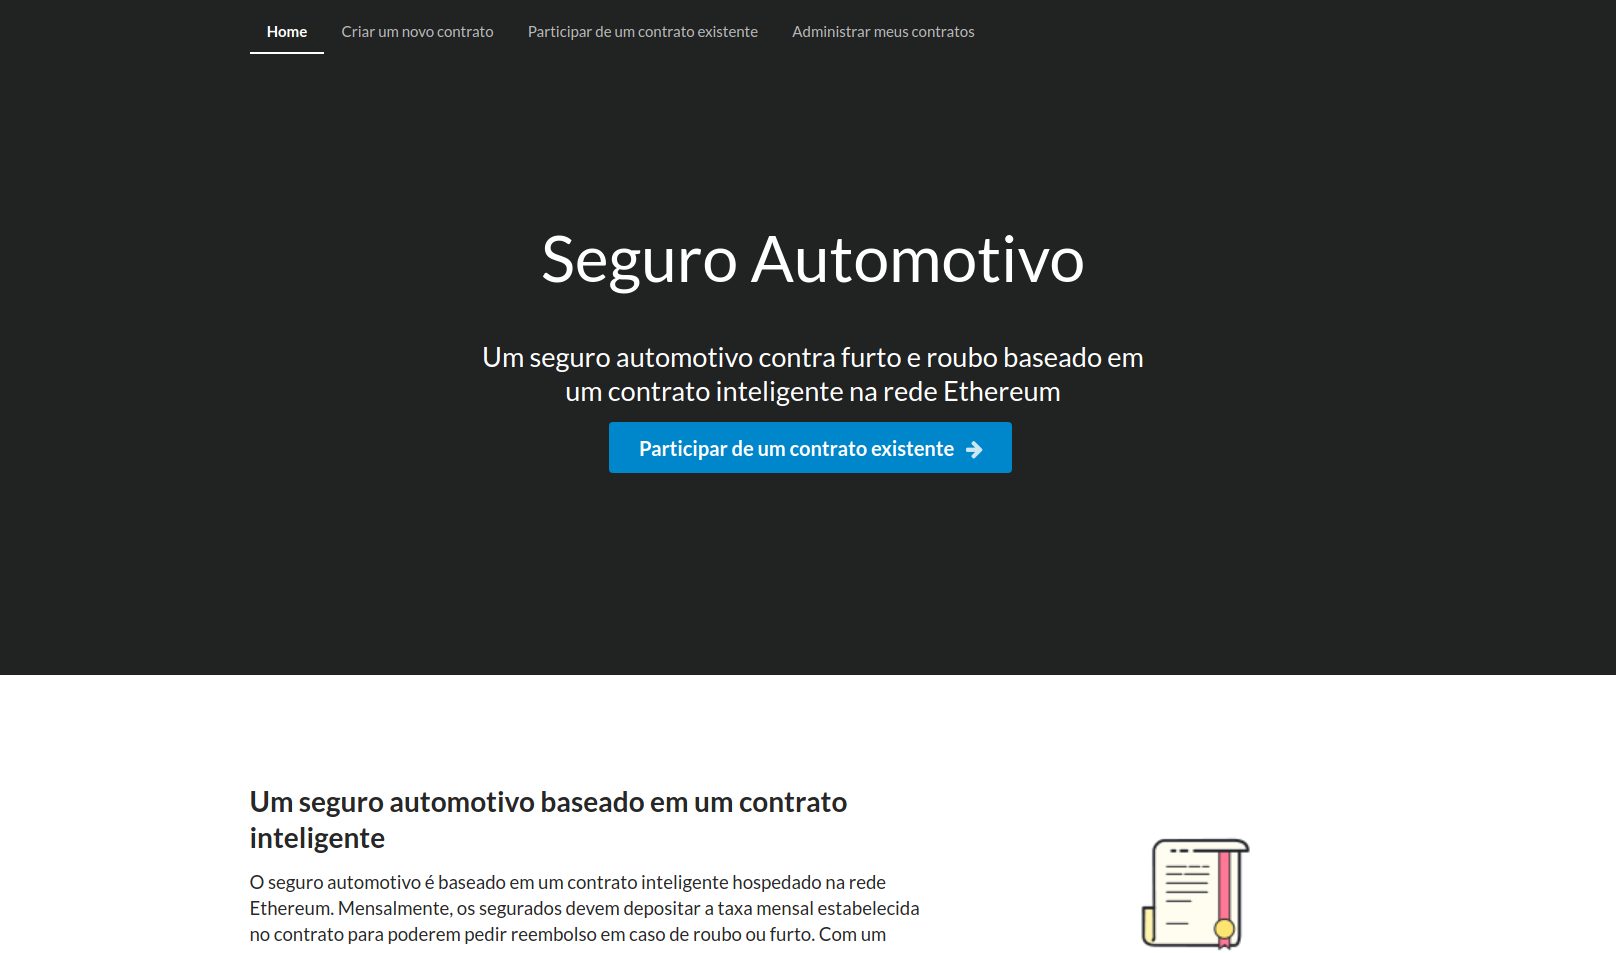 Home Criar um novo contrato Participar de um contrato existente Administrar meus contratos
Seguro Automotivo
Um seguro automotivo contra furto e roubo baseado em
um contrato inteligente na rede Ethereum
Participar de um contrato existente
Um seguro automotivo baseado em um contrato
inteligente
O seguro automotivo é baseado em um contrato inteligente hospedado na rede
Ethereum. Mensalmente, os segurados devem depositar a taxa mensal estabelecida
no contrato para poderem pedir reembolso em caso de roubo ou furto. Com um